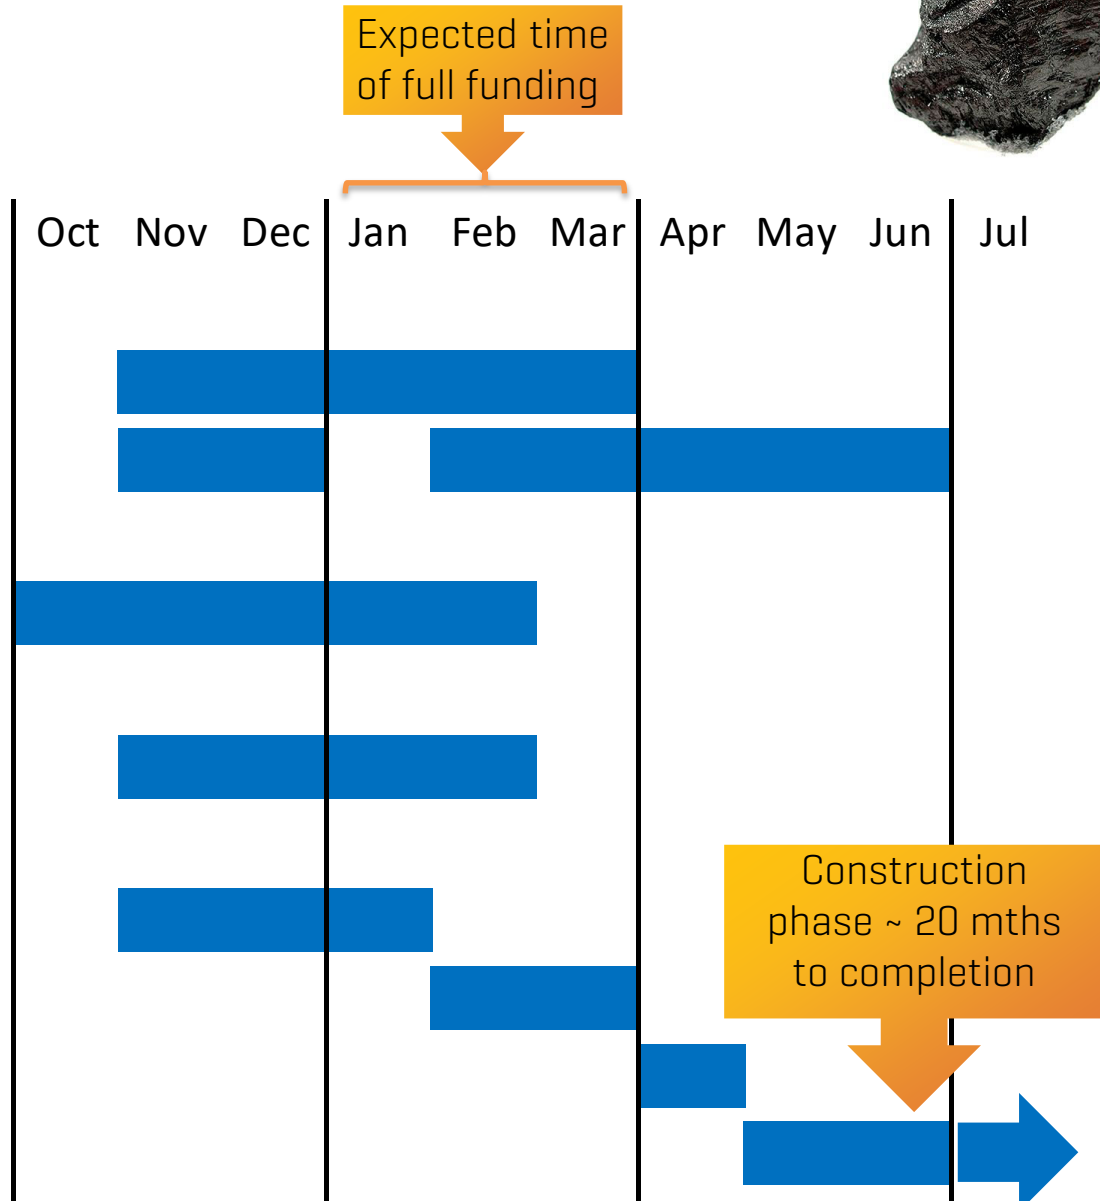 Expected time
of full funding
Oct Nov Dec Jan Feb Mar Apr May Jun Jul
Construction
phase ~ 20 mths
to completion